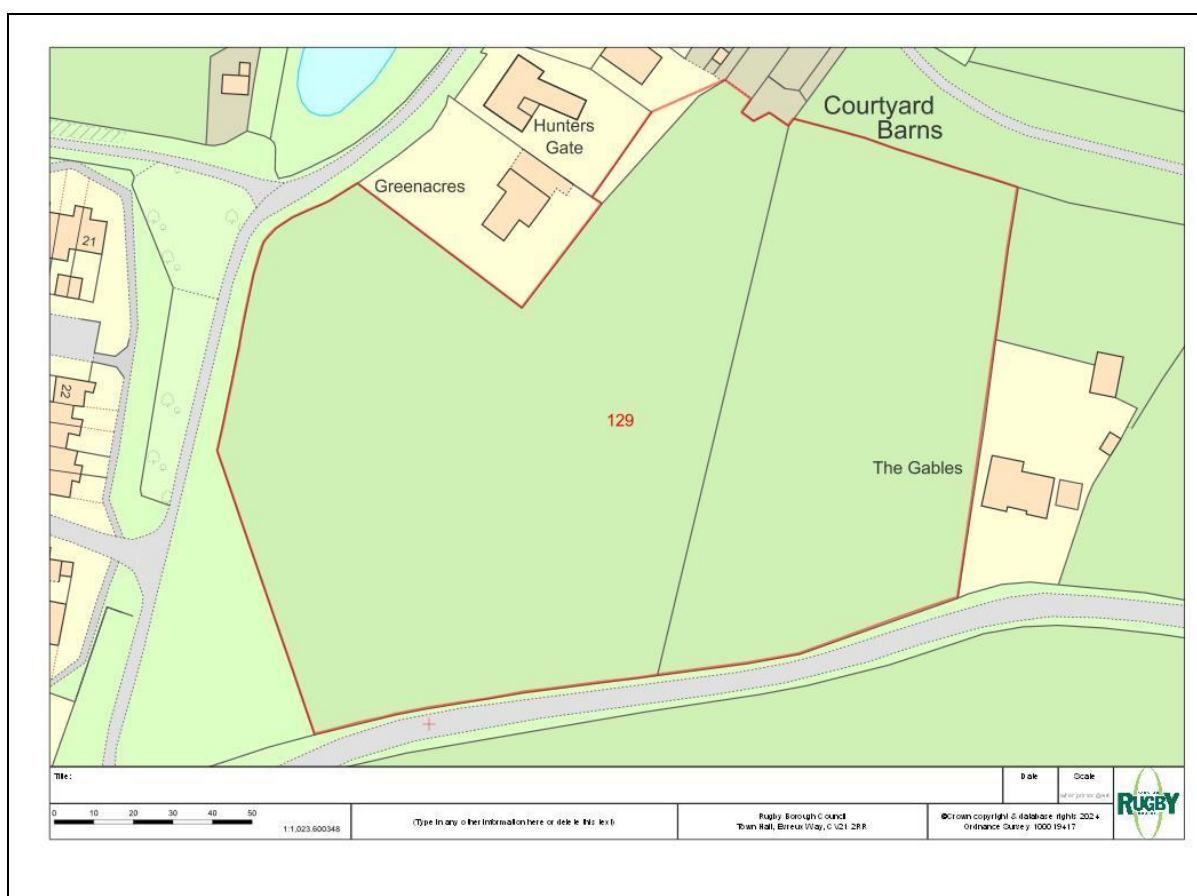 Courtyard
Barns
Hunters
Gate
Greenacres
21
22
129
The Gables
Title:
Date
Scale
0 10 20 30 40 50
1:1,023.600348
(Type in any other information here or delete this text)
Rugby Borough Council
Town Hall, Evreux Way, CV21 2RR
©Crown copyright & database rights 2024
Ordnance Survey 100019417
RUGBY